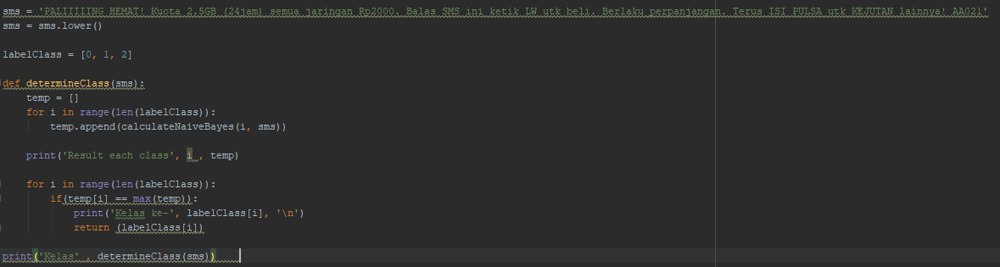 sms = 'PALIIIIING HEMAT! Kuota 2.5GB (24jam) semua jaringan Rp2000. Balas SMS ini ketik LW utk beli. Berlaku perpanjangan. Terus ISI PULSA utk KEJUTAN lainnya! AA021'
sms = sms.lower()
labelClass = [0, 1, 2]
def determineClass(sms):
    temp = []
    for i in range(len(labelClass)):
        temp.append(calculateNaiveBayes(i, sms))
    print('Result each class', i , temp)
    for i in range(len(labelClass)):
        if(temp[i] == max(temp)):
            print('Kelas ke-', labelClass[i], '\n')
            return (labelClass[i])
print('Kelas' , determineClass(sms))